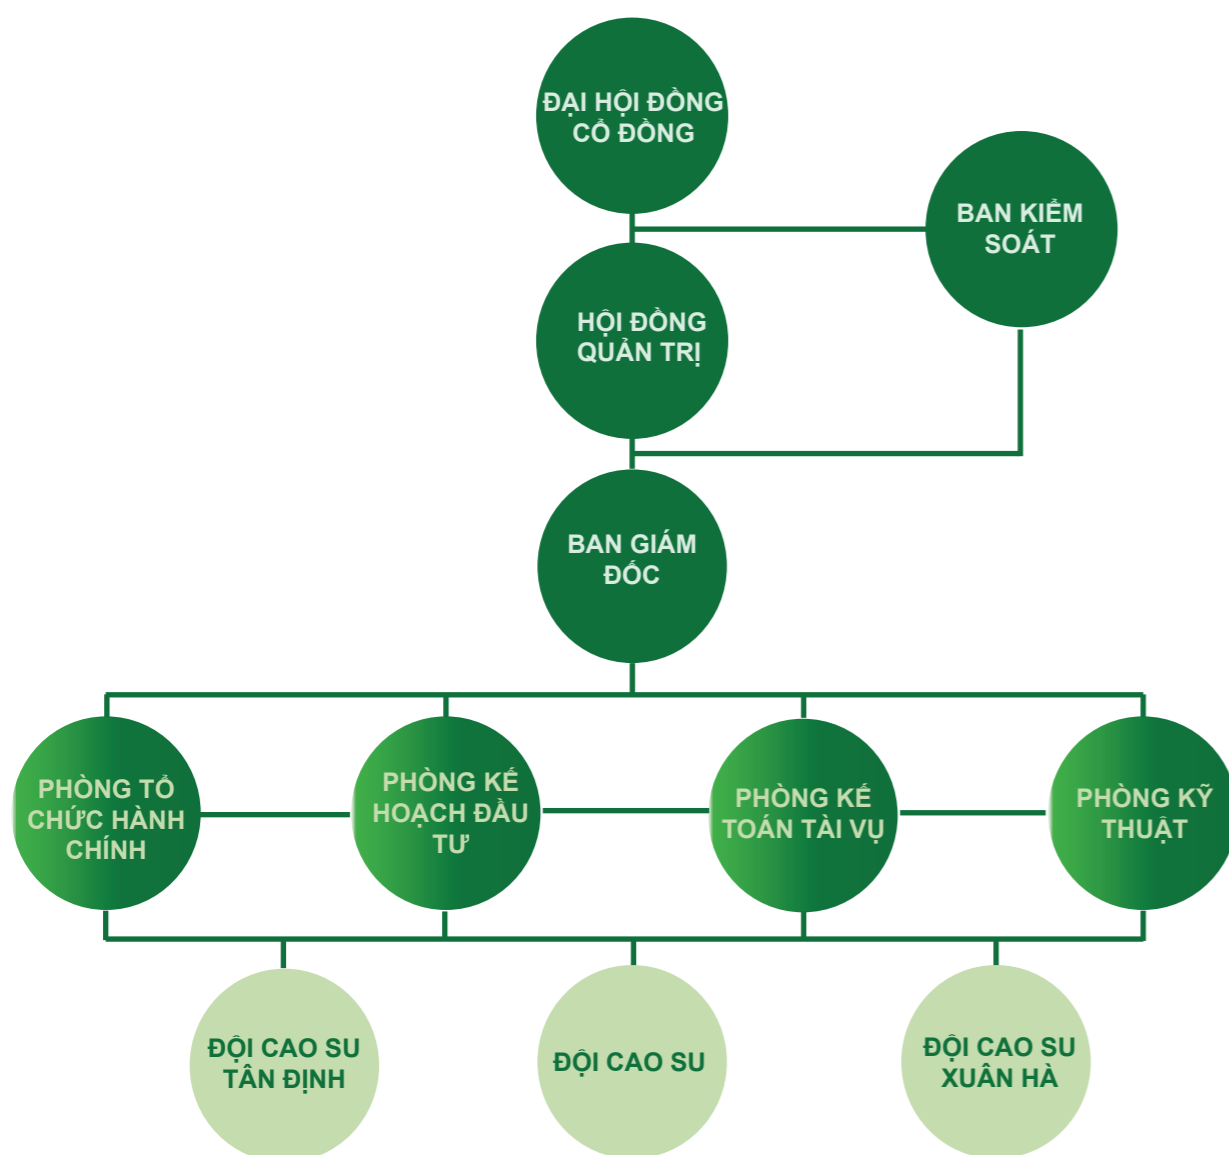 ĐẠI HỘI ĐỒNG
CỔ ĐÔNG
BAN KIỂM
SOÁT
HỘI ĐỒNG
QUẢN TRỊ
BAN GIÁM
ĐỐC
PHÒNG TỔ
CHỨC HÀNH
CHÍNH
PHÒNG KẾ
HOẠCH ĐẦU
TƯ
PHÒNG KẾ
TOÁN TÀI VỤ
PHÒNG KỸ
THUẬT
ĐỘI CAO SU
TÂN ĐỊNH
ĐỘI CAO SU
ĐỘI CAO SU
XUÂN HÀ